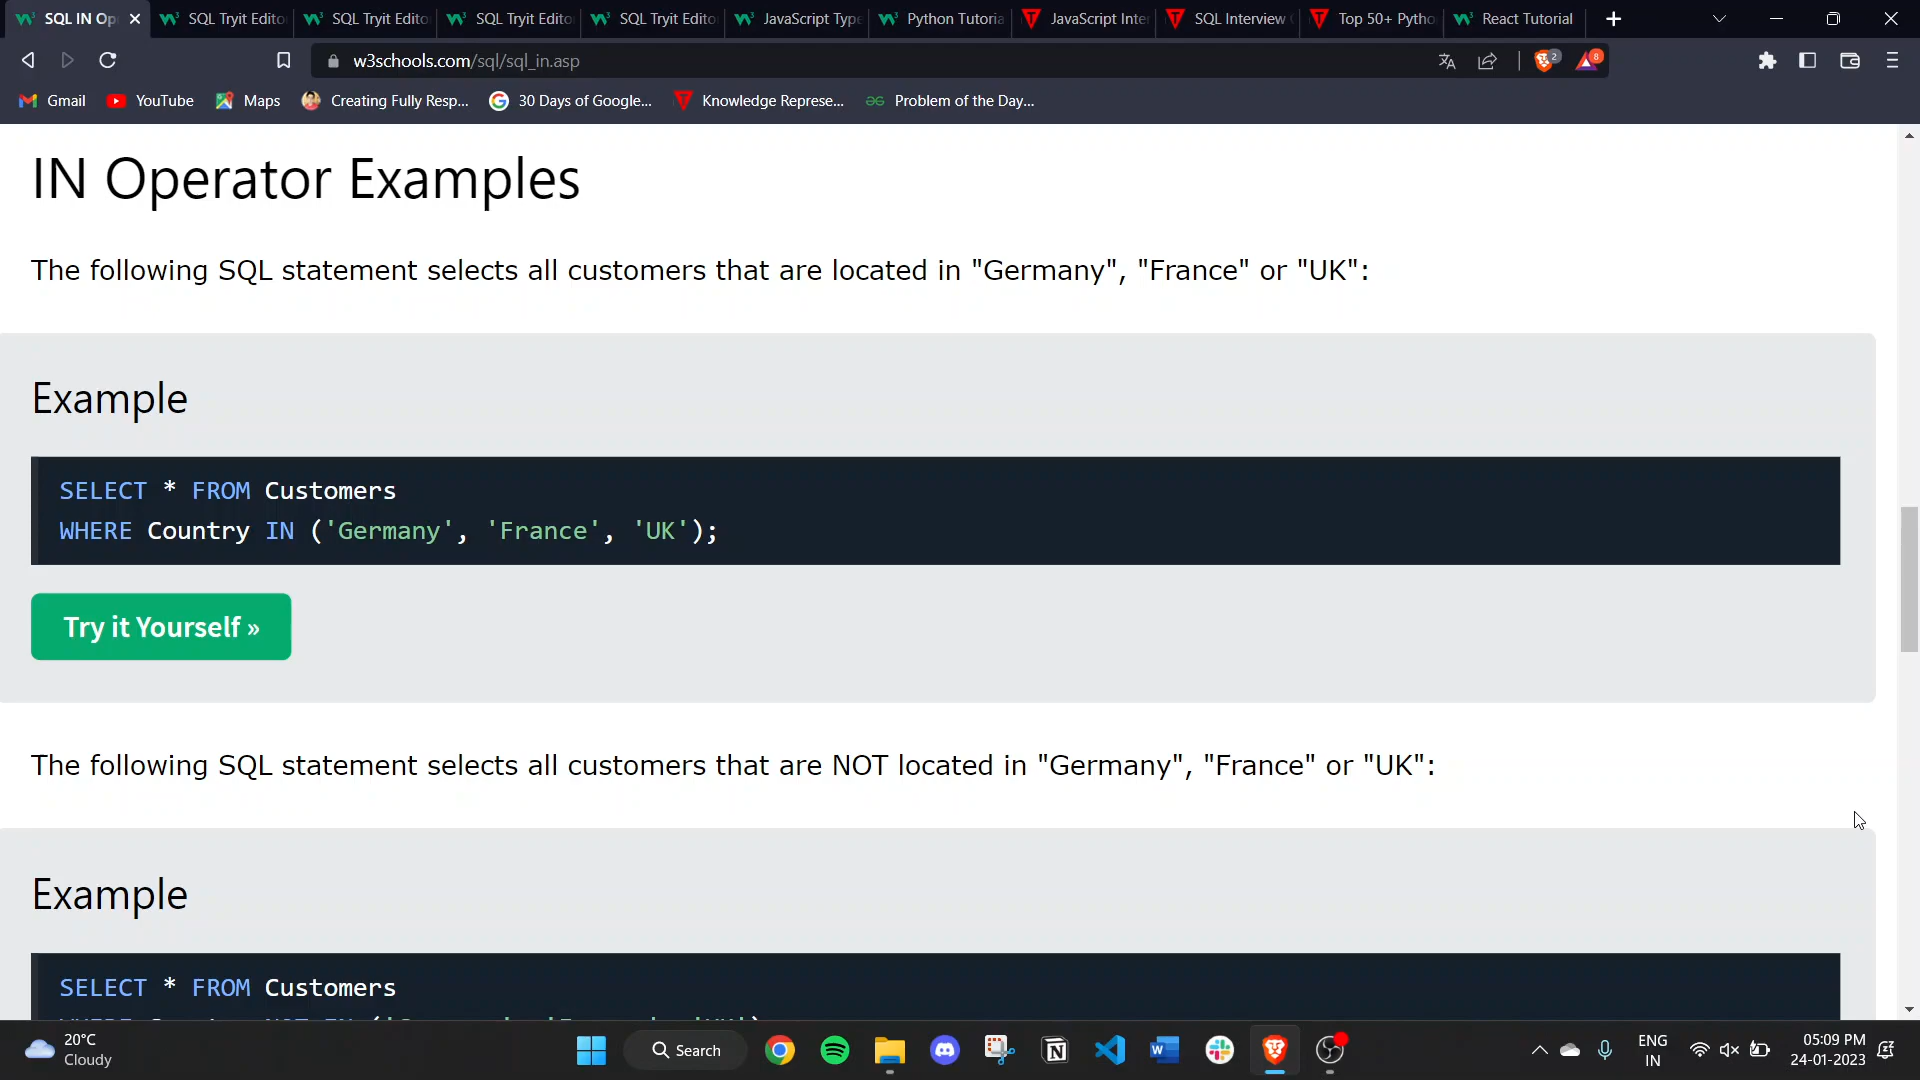 SQL IN Op
SQL Tryit Edito
SQL Tryit Edito
SQL Tryit Edito
SQL Tryit Edito
JavaScript Type
Python Tutoria
JavaScript Inte
SQL Interview
Top 50+ Pytho
React Tutorial
w3schools.com/sql/sql_in.asp
2
8
Gmail
YouTube
Maps
Creating Fully Resp...
30 Days of Google...
Knowledge Represe...
Problem of the Day...
IN Operator Examples
The following SQL statement selects all customers that are located in "Germany", "France" or "UK":
Example
SELECT * FROM Customers
WHERE Country IN ('Germany', 'France', 'UK');
Try it Yourself »
The following SQL statement selects all customers that are NOT located in "Germany", "France" or "UK":
Example
SELECT * FROM Customers
20°C
Cloudy
Search
ENG
IN
05:09 PM
24-01-2023